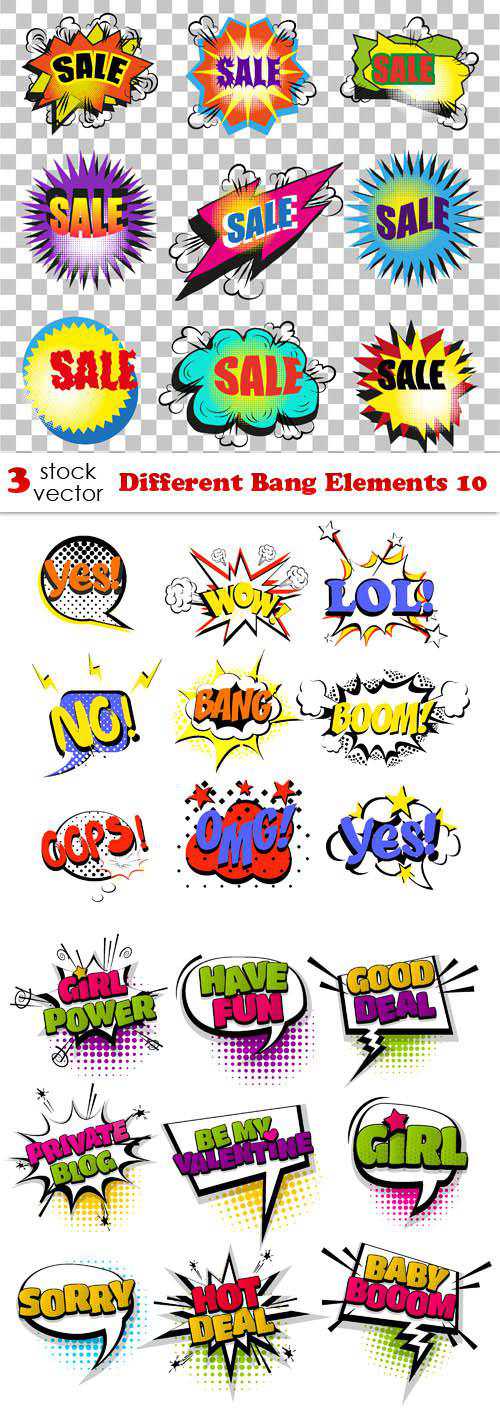 SALE
SALE
SALE
SALE
SALE
SALE
SALE
SALE
SALE
3 stock vector Different Bang Elements 10
Yes!
WOW!
LOL!
NO!
BANG
BOOM!
OOPS!
OMG!
Yes!
GIRL
POWER
HAVE
FUN
GOOD
DEAL
PRIVATE
BLOG
BE MY
VALENTINE
GIRL
SORRY
HOT
DEAL
BABY
BOOOM